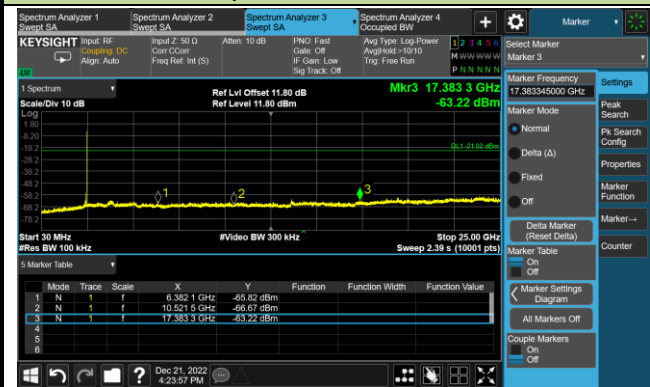 Spectrum Analyzer 1
Swept SA
Spectrum Analyzer 2
Swept SA
Spectrum Analyzer 3
Swept SA
Spectrum Analyzer 4
Occupied BW
+
Marker
KEYSIGHT
Input: RF
Coupling: DC
Align: Auto
Input Z: 50 Ω
Corr CCorr
Freq Ref: Int (S)
Atten: 10 dB
PNO: Fast
Gate: Off
IF Gain: Low
Sig Track: Off
Avg Type: Log-Power
Avg|Hold:>10/10
Trig: Free Run
1 2 3 4 5 6
M W W W W W
P N N N N N
Select Marker
Marker 3
LW
1 Spectrum
Scale/Div 10 dB
Ref Lvl Offset 11.80 dB
Ref Level 11.80 dBm
Mkr3 17.383 3 GHz
-63.22 dBm
Log
1.80
-8.20
-18.2
-28.2
-38.2
-48.2
-58.2
-68.2
-78.2
DL1 -21.02 dBm
1
2
3
Start 30 MHz
#Res BW 100 kHz
#Video BW 300 kHz
Stop 25.00 GHz
Sweep 2.39 s (10001 pts)
5 Marker Table
Mode Trace Scale X Y Function Function Width Function Value
1 N 1 f 6.382 1 GHz -65.82 dBm
2 N 1 f 10.521 5 GHz -66.67 dBm
3 N 1 f 17.383 3 GHz -63.22 dBm
4
5
6
Marker Frequency
17.383345000 GHz
Marker Mode
Normal
Delta (Δ)
Fixed
Off
Delta Marker
(Reset Delta)
Marker Table
On
Off
Marker Settings
Diagram
All Markers Off
Couple Markers
On
Off
Settings
Peak
Search
Pk Search
Config
Properties
Marker
Function
Marker→
Counter
?
Dec 21, 2022
4:23:57 PM